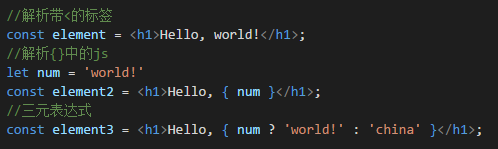 //解析带<的标签
const element = <h1>Hello, world!</h1>;
//解析{}中的js
let num = 'world!'
const element2 = <h1>Hello, { num }</h1>;
//三元表达式
const element3 = <h1>Hello, { num ? 'world!' : 'china' }</h1>;